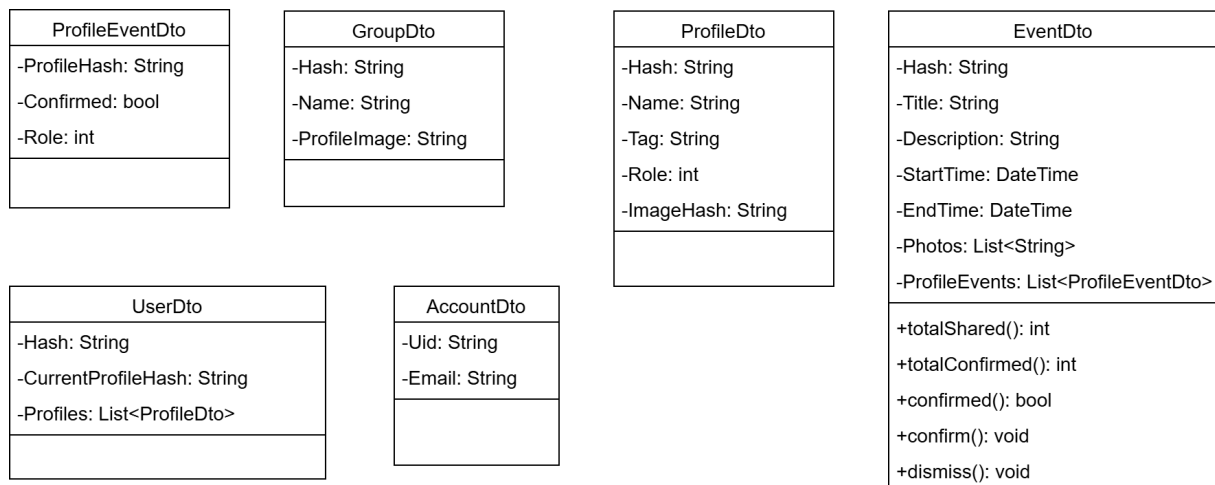 ProfileEventDto
-ProfileHash: String
-Confirmed: bool
-Role: int
GroupDto
-Hash: String
-Name: String
-ProfileImage: String
ProfileDto
-Hash: String
-Name: String
-Tag: String
-Role: int
-ImageHash: String
EventDto
-Hash: String
-Title: String
-Description: String
-StartTime: DateTime
-EndTime: DateTime
-Photos: List<String>
-ProfileEvents: List<ProfileEventDto>
+totalShared(): int
+totalConfirmed(): int
+confirmed(): bool
+confirm(): void
+dismiss(): void
UserDto
-Hash: String
-CurrentProfileHash: String
-Profiles: List<ProfileDto>
AccountDto
-Uid: String
-Email: String